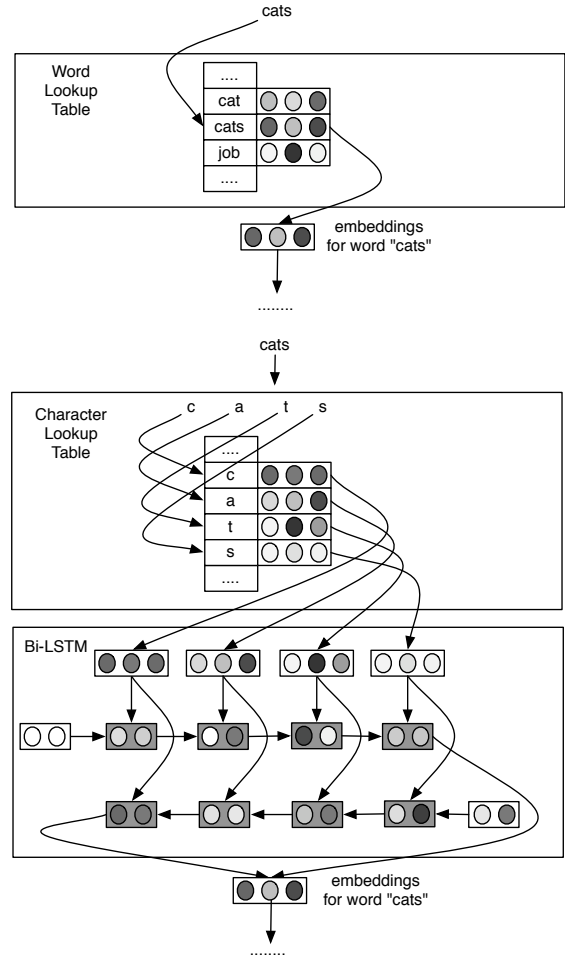 cats
Word
Lookup
Table
....
cat
cats
job
....
embeddings
for word "cats"
........
cats
Character
Lookup
Table
c a t s
....
c
a
t
s
....
Bi-LSTM
embeddings
for word "cats"
........